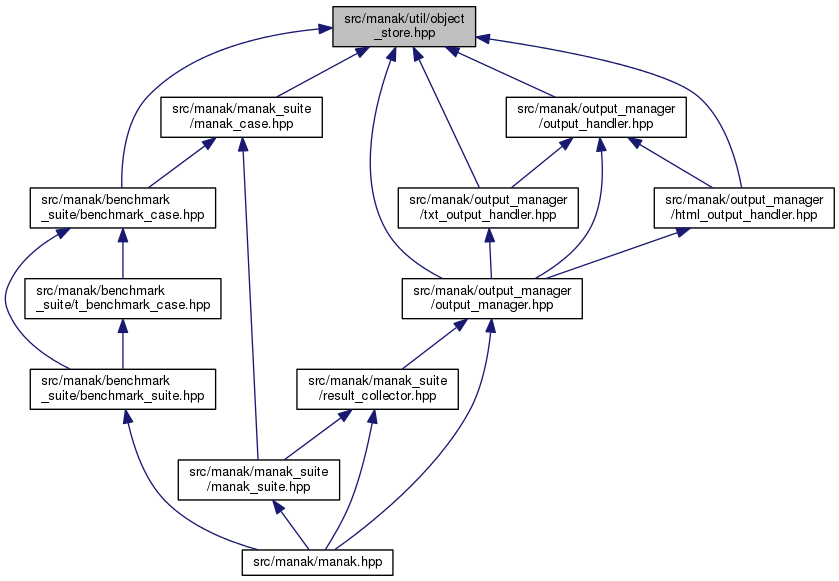 src/manak/util/object
_store.hpp
src/manak/manak_suite
/manak_case.hpp
src/manak/output_manager
/output_handler.hpp
src/manak/benchmark
_suite/benchmark_case.hpp
src/manak/output_manager
/txt_output_handler.hpp
src/manak/output_manager
/html_output_handler.hpp
src/manak/benchmark
_suite/t_benchmark_case.hpp
src/manak/output_manager
/output_manager.hpp
src/manak/benchmark
_suite/benchmark_suite.hpp
src/manak/manak_suite
/result_collector.hpp
src/manak/manak_suite
/manak_suite.hpp
src/manak/manak.hpp